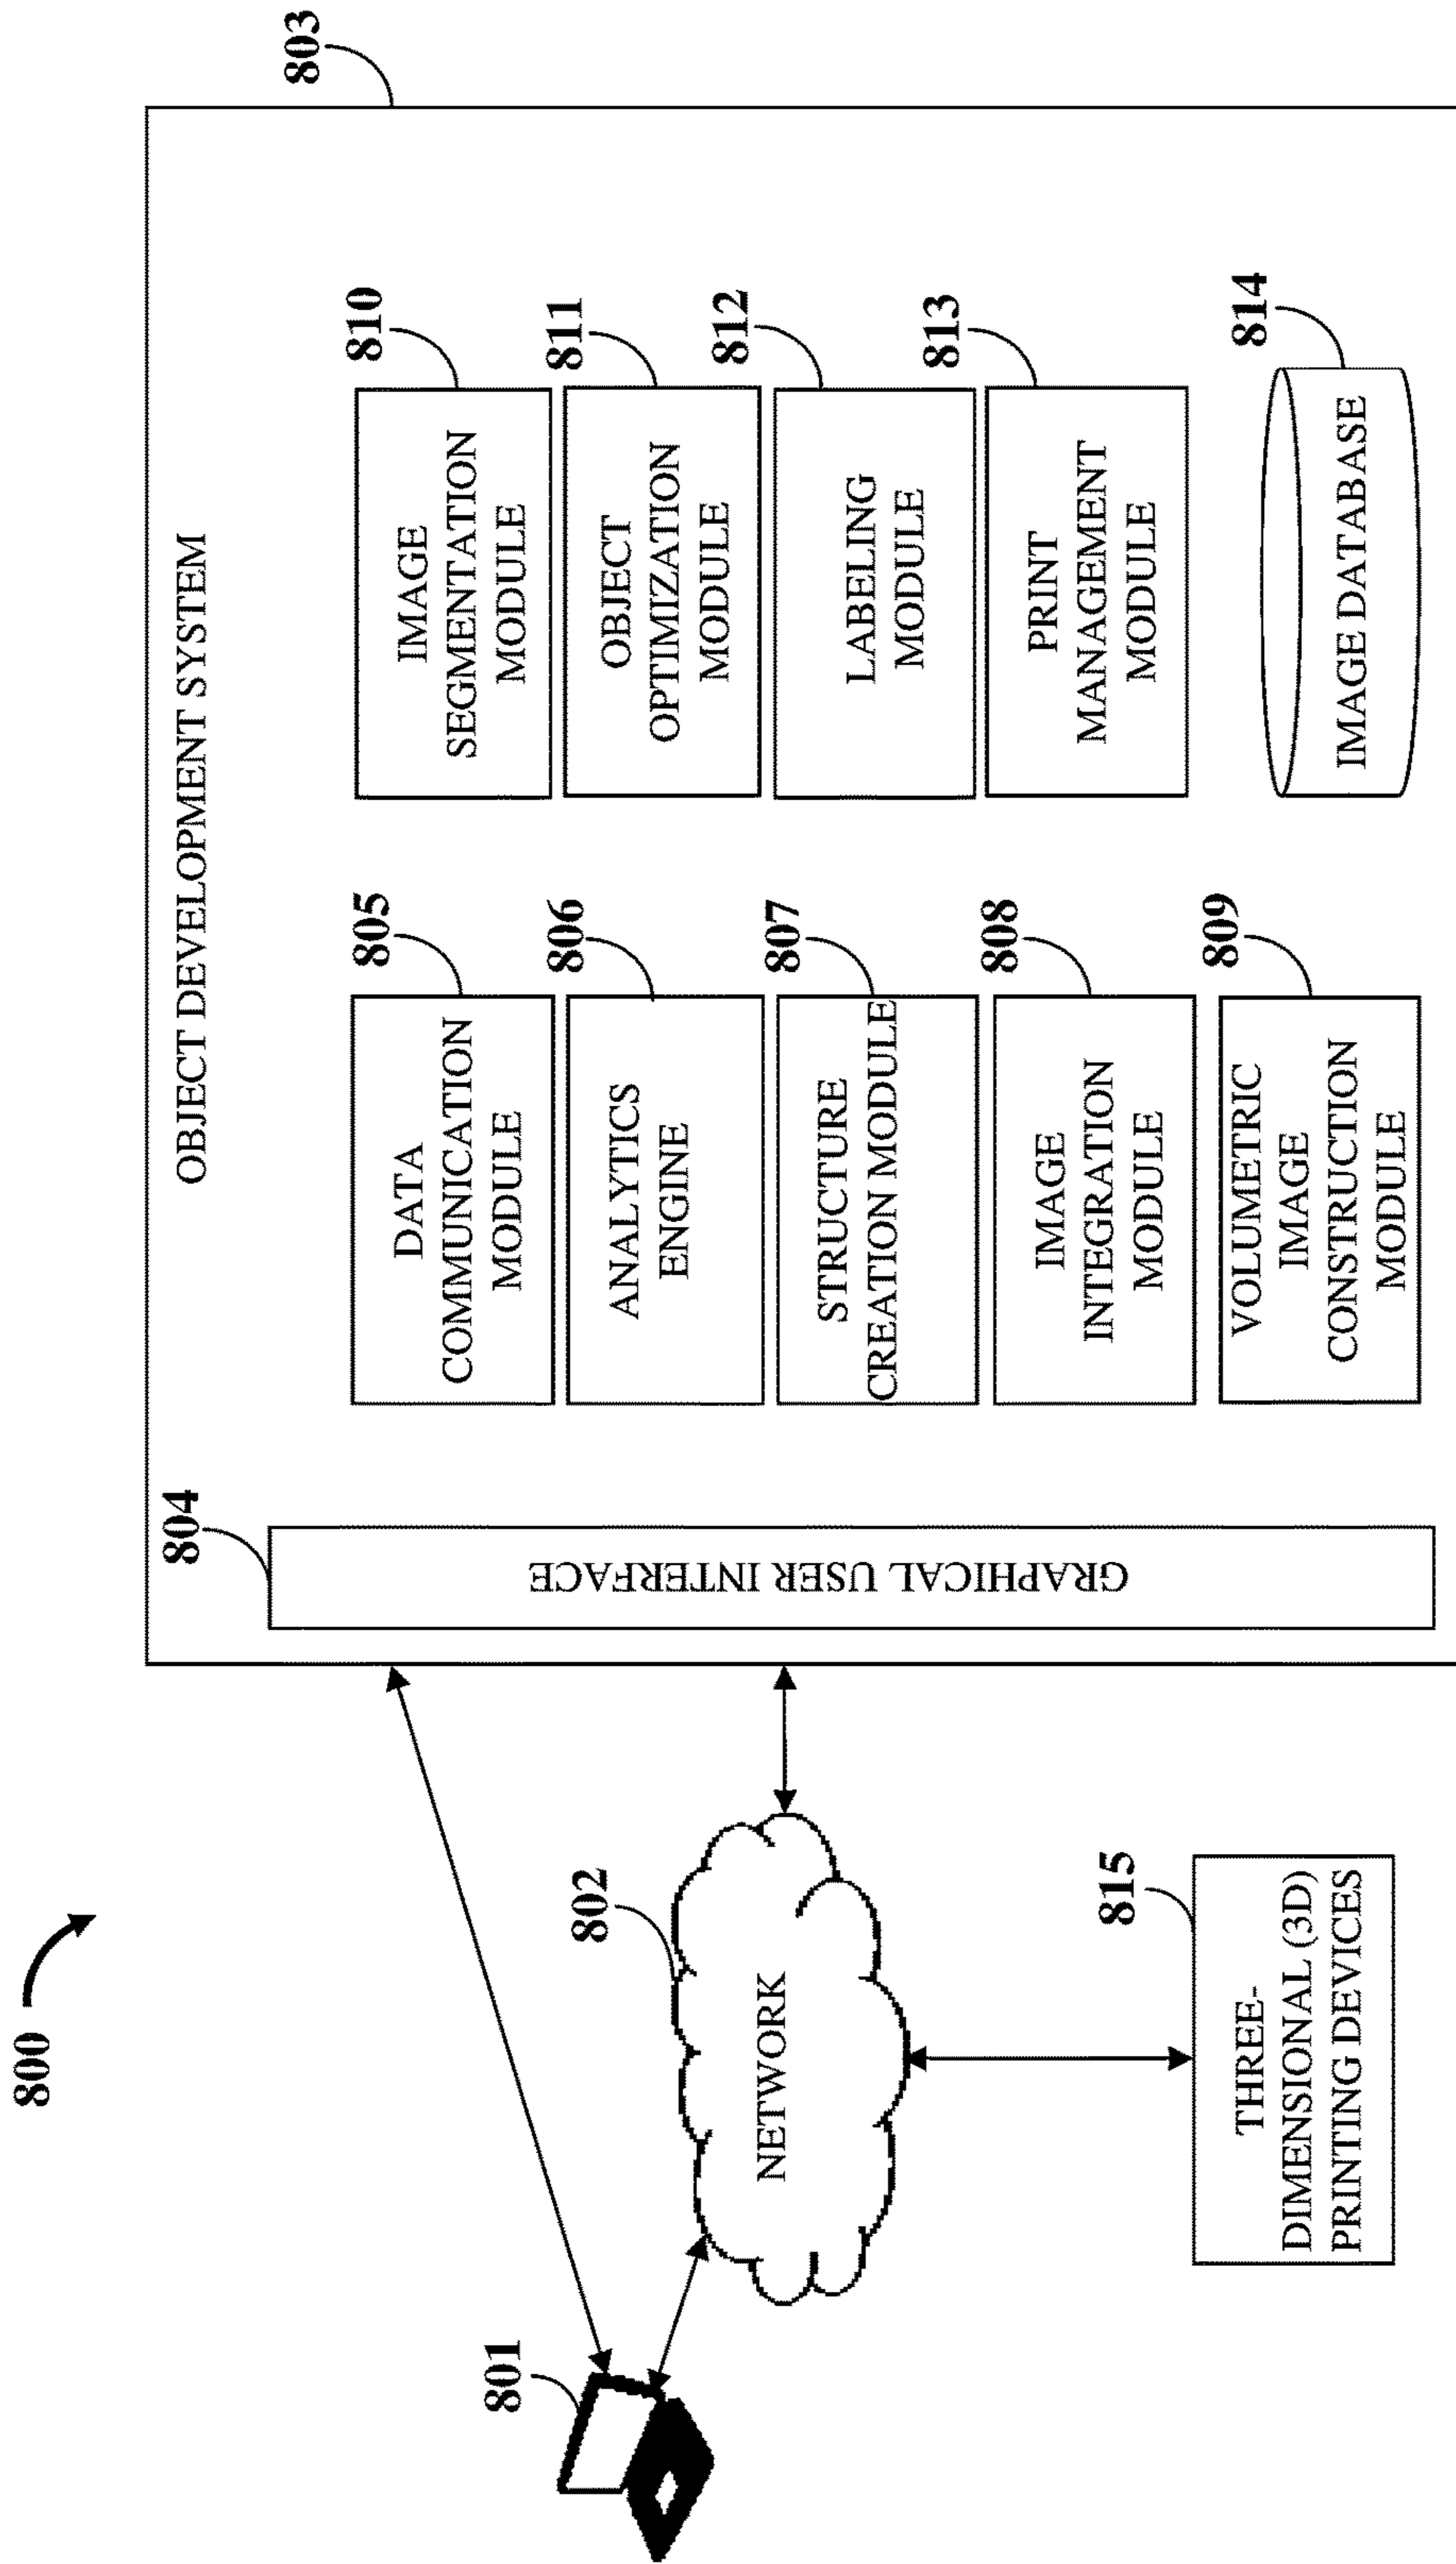 800
803
OBJECT DEVELOPMENT SYSTEM
804
GRAPHICAL USER INTERFACE
805
DATA
COMMUNICATION
MODULE
806
ANALYTICS
ENGINE
807
STRUCTURE
CREATION MODULE
808
IMAGE
INTEGRATION
MODULE
809
VOLUMETRIC
IMAGE
CONSTRUCTION
MODULE
810
IMAGE
SEGMENTATION
MODULE
811
OBJECT
OPTIMIZATION
MODULE
812
LABELING
MODULE
813
PRINT
MANAGEMENT
MODULE
814
IMAGE DATABASE
801
802
NETWORK
815
THREE-
DIMENSIONAL (3D)
PRINTING DEVICES